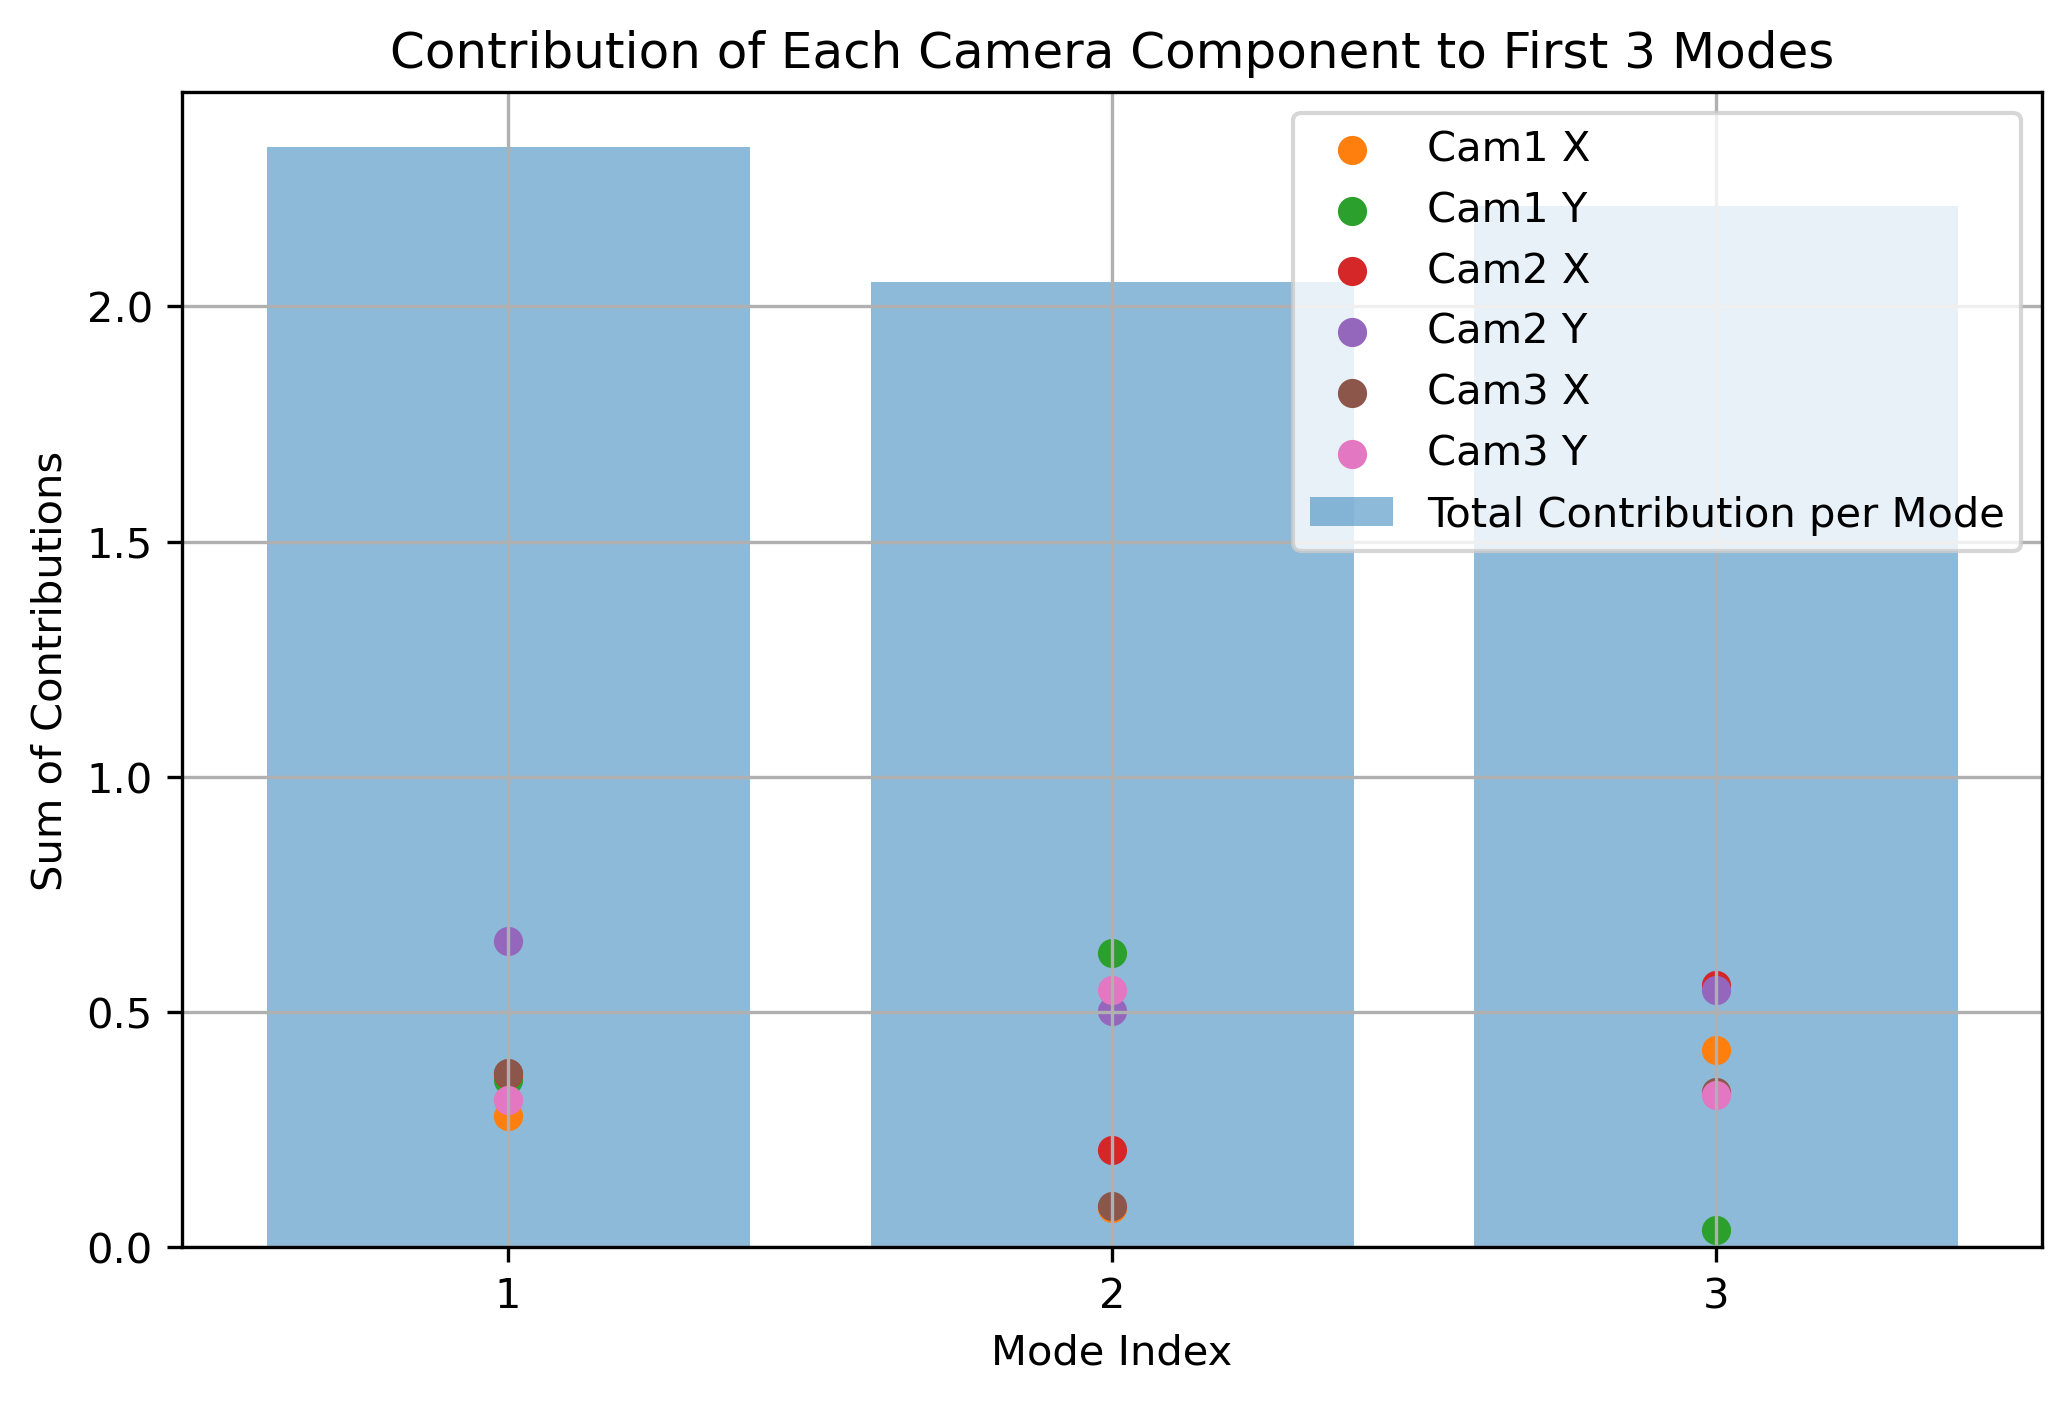 Contribution of Each Camera Component to First 3 Modes
Cam1 X
Cam1 Y
Cam2 X
Cam2 Y
Cam3 X
Cam3 Y
Total Contribution per Mode
Sum of Contributions
2.0
1.5
1.0
0.5
0.0
1 2 3
Mode Index